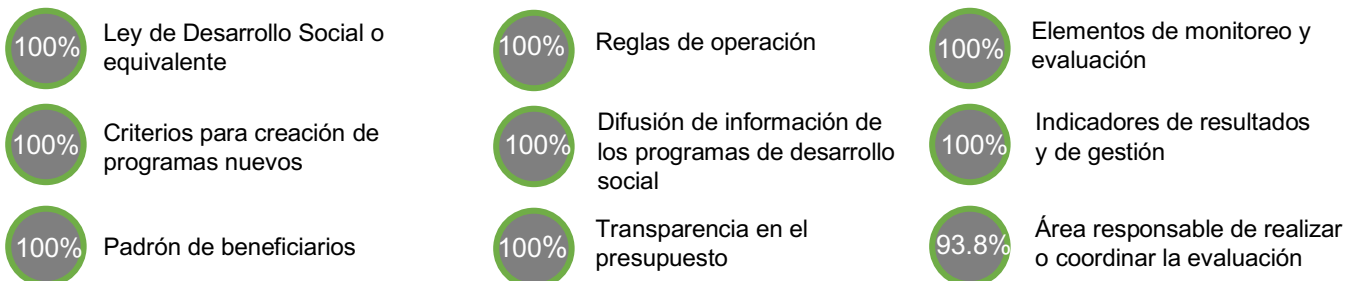 100%
Ley de Desarrollo Social o
equivalente
100%
Reglas de operación
100%
Elementos de monitoreo y
evaluación
100%
Criterios para creación de
programas nuevos
100%
Difusión de información de
los programas de desarrollo
social
100%
Indicadores de resultados
y de gestión
100%
Padrón de beneficiarios
100%
Transparencia en el
presupuesto
93.8%
Área responsable de realizar
o coordinar la evaluación